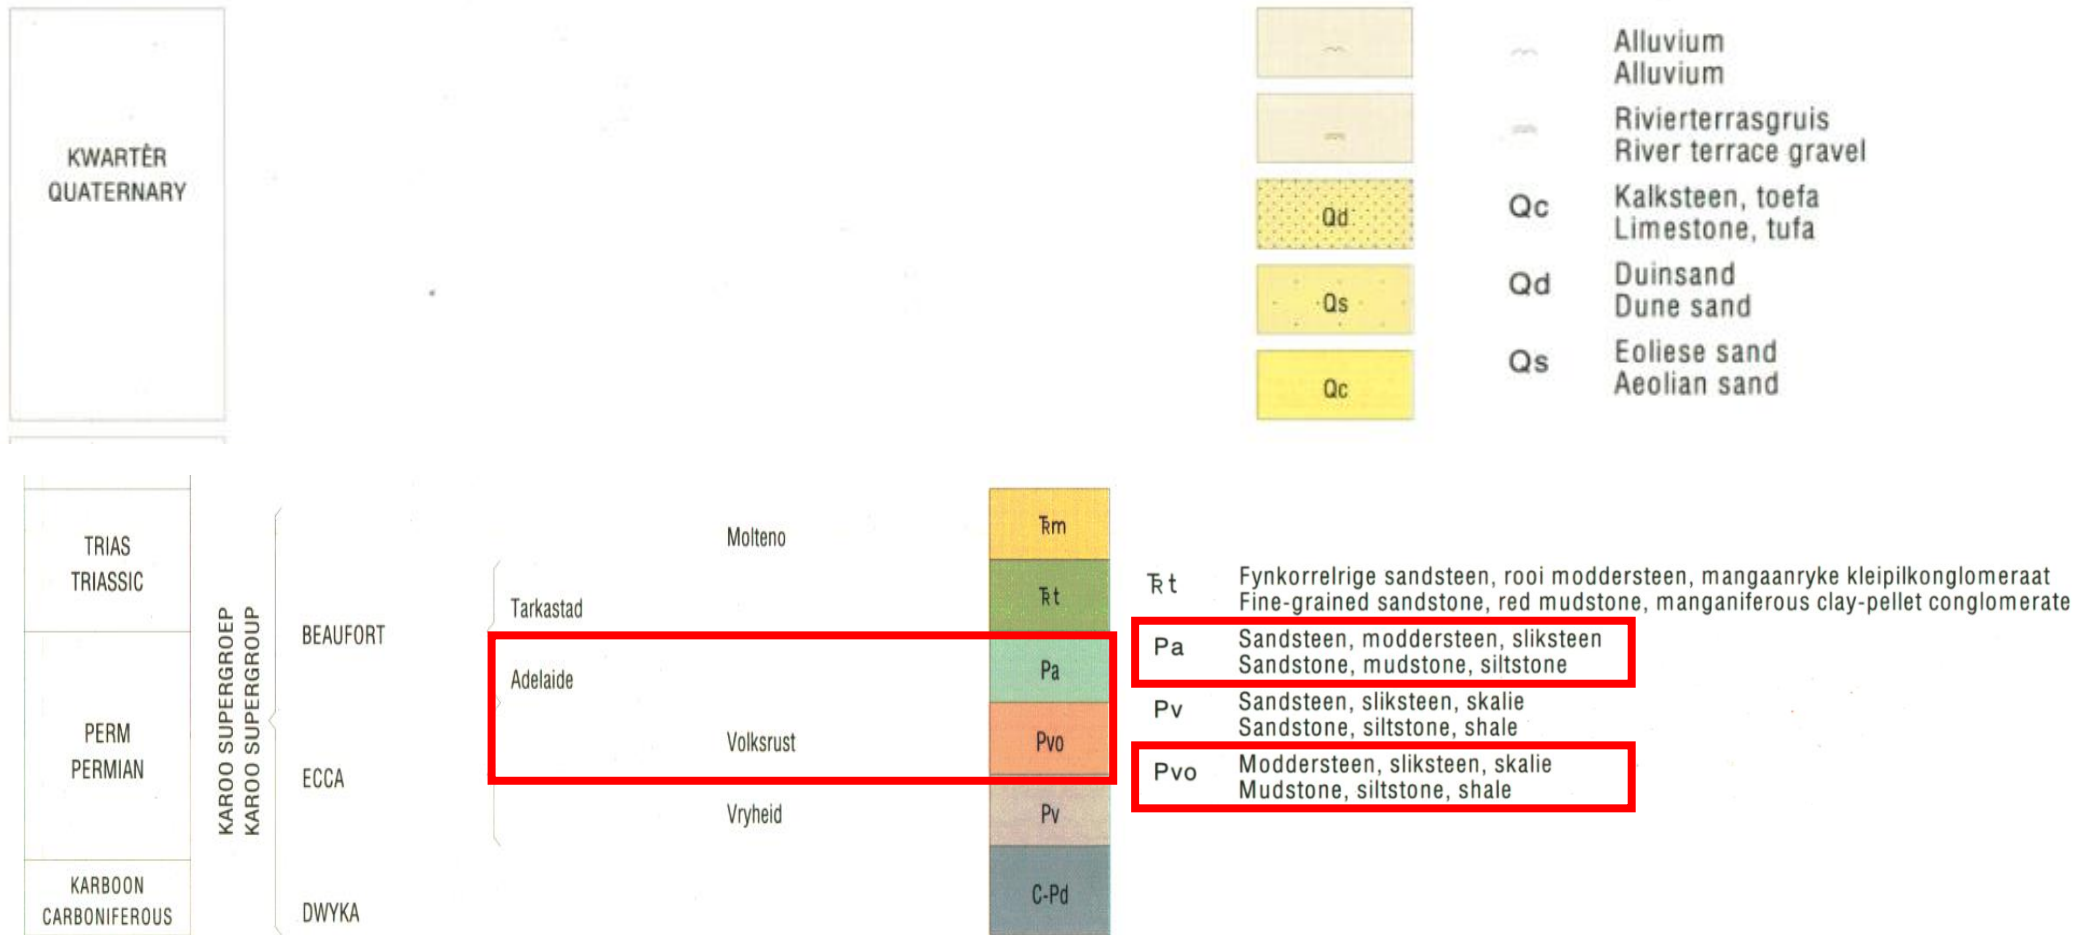 KWARTÊR
QUATERNARY
Qd
Qs
Qc
Alluvium
Alluvium
Rivierterrasgruis
River terrace gravel
Qc
Kalksteen, toefa
Limestone, tufa
Qd
Duinsand
Dune sand
Qs
Eoliese sand
Aeolian sand
TRIAS
TRIASSIC
PERM
PERMIAN
KARBOON
CARBONIFEROUS
KAROO SUPERGROEP
KAROO SUPERGROUP
BEAUFORT
ECCA
DWYKA
Tarkastad
Adelaide
Molteno
Volksrust
Vryheid
Ꞧm
Ꞧt
Pa
Pvo
Pv
C-Pd
Ꞧt
Fynkorrelrige sandsteen, rooi moddersteen, mangaanryke kleipilkonglomeraat
Fine-grained sandstone, red mudstone, manganiferous clay-pellet conglomerate
Pa
Sandsteen, moddersteen, sliksteen
Sandstone, mudstone, siltstone
Pv
Sandsteen, sliksteen, skalie
Sandstone, siltstone, shale
Pvo
Moddersteen, sliksteen, skalie
Mudstone, siltstone, shale